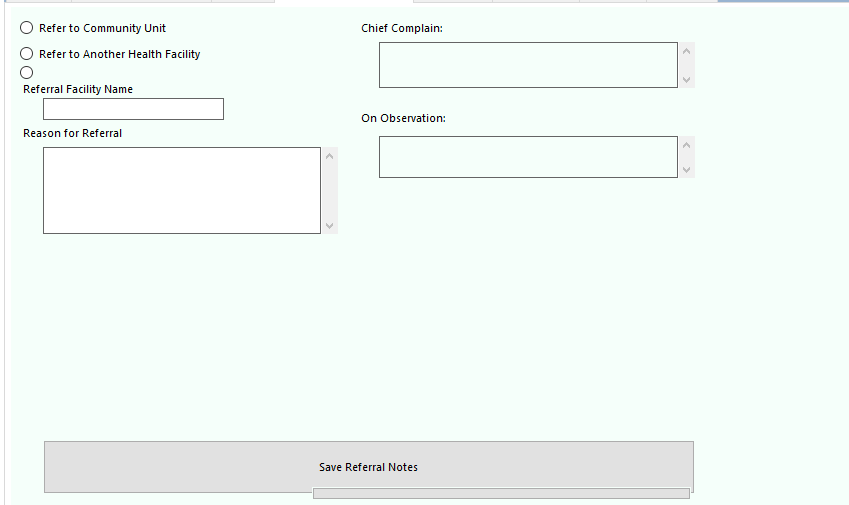 Refer to Community Unit
Refer to Another Health Facility
Referral Facility Name
Reason for Referral
Chief Complain:
On Observation:
Save Referral Notes